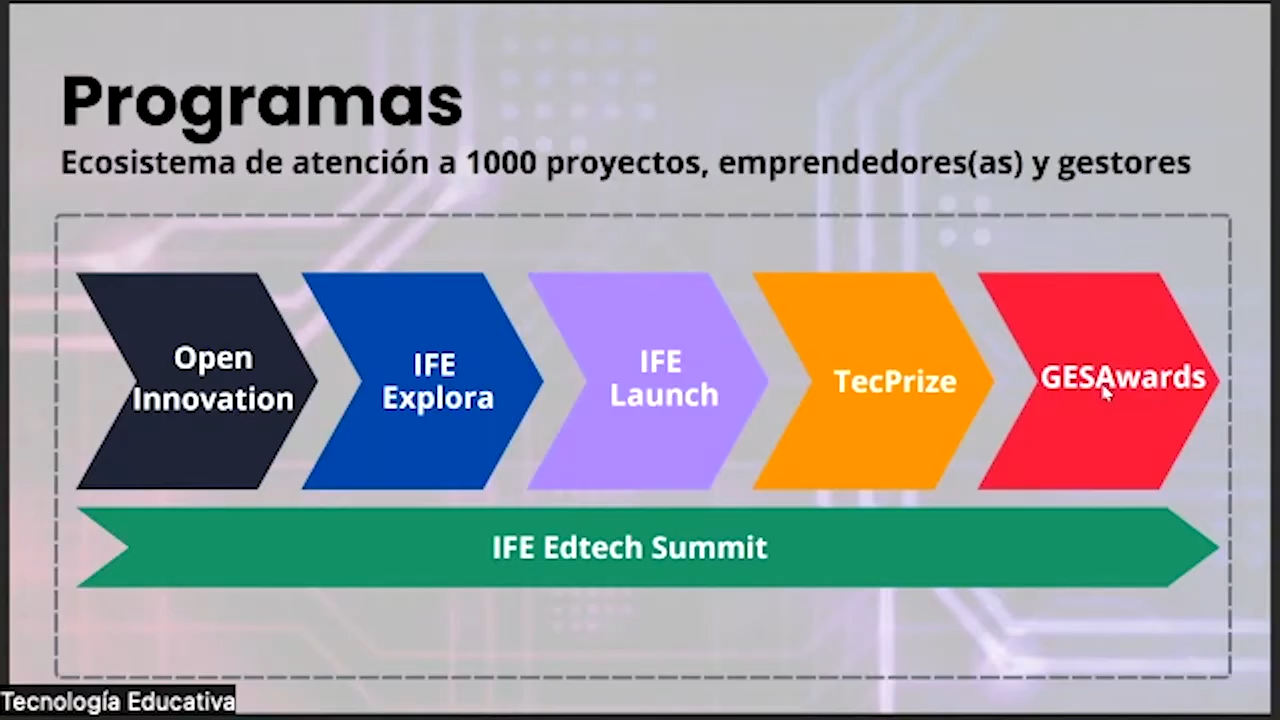 Programas
Ecosistema de atención a 1000 proyectos, emprendedores(as) y gestores
Open
Innovation
IFE
Explora
IFE
Launch
TecPrize
GESAwards
IFE Edtech Summit
Tecnología Educativa